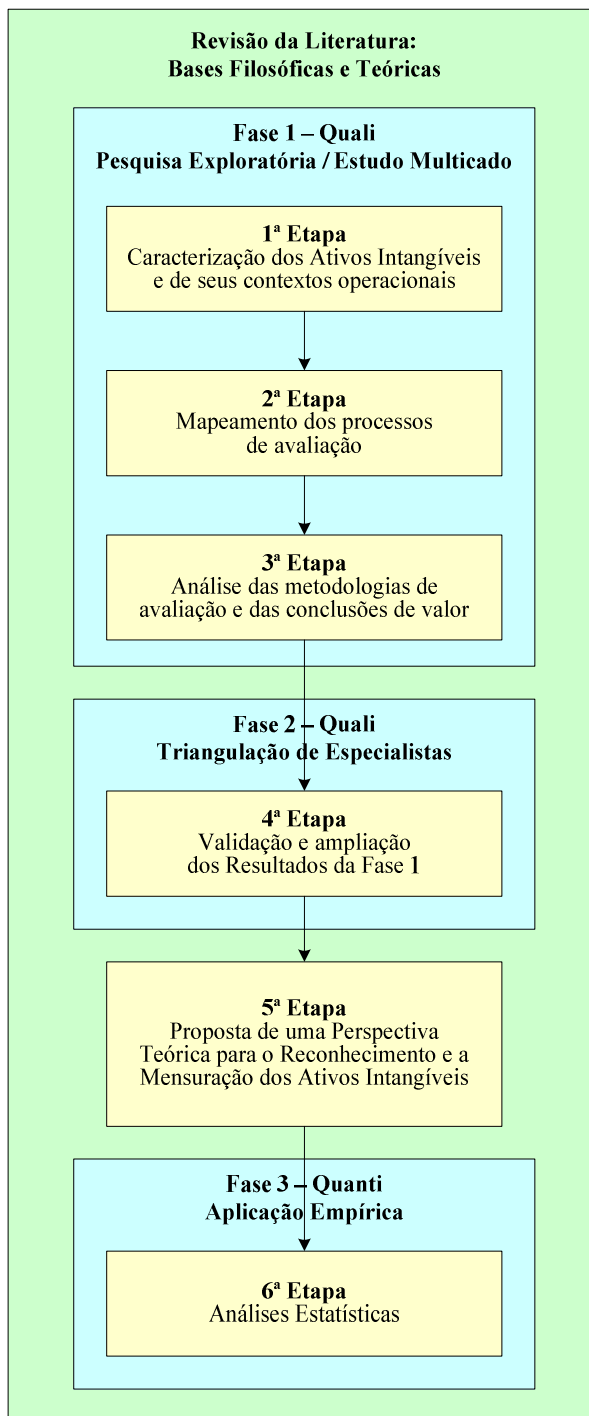 Revisão da Literatura:
Bases Filosóficas e Teóricas
Fase 1 – Quali
Pesquisa Exploratória / Estudo Multicado
1ª Etapa
Caracterização dos Ativos Intangíveis
e de seus contextos operacionais
2ª Etapa
Mapeamento dos processos
de avaliação
3ª Etapa
Análise das metodologias de
avaliação e das conclusões de valor
Fase 2 – Quali
Triangulação de Especialistas
4ª Etapa
Validação e ampliação
dos Resultados da Fase 1
5ª Etapa
Proposta de uma Perspectiva
Teórica para o Reconhecimento e a
Mensuração dos Ativos Intangíveis
Fase 3 – Quanti
Aplicação Empírica
6ª Etapa
Análises Estatísticas